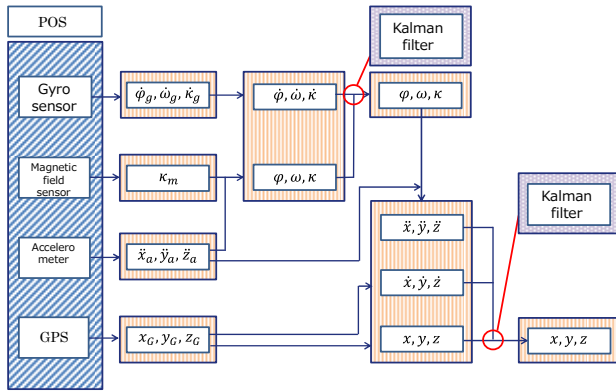 POS
Kalman
filter
Gyro
sensor
φ̇g, ω̇g, κ̇g
φ̇, ω̇, κ̇
φ, ω, κ
Magnetic
field
sensor
κm
φ, ω, κ
Kalman
filter
Accelero
meter
ẍa, ÿa, z̈a
ẍ, ÿ, z̈
ẋ, ẏ, ż
GPS
xG, yG, zG
x, y, z
x, y, z